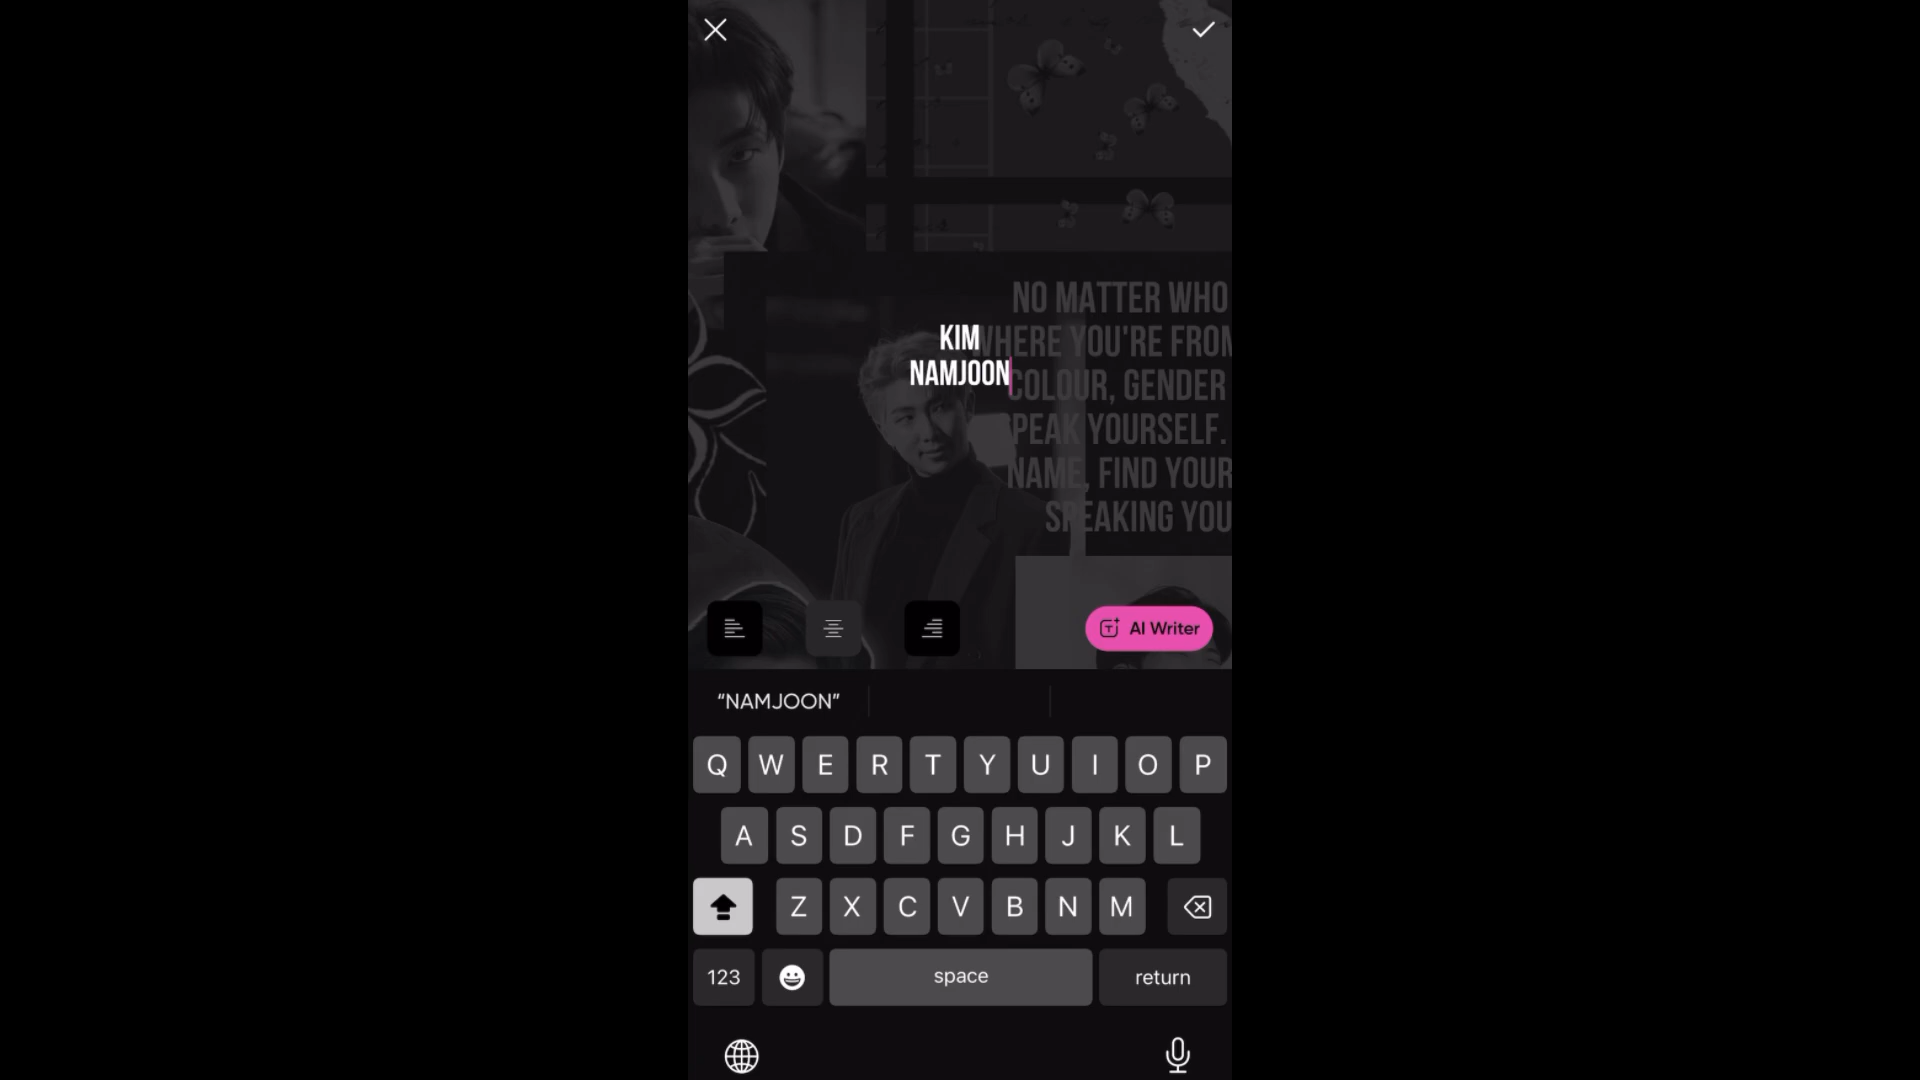 NO MATTER WHO
KIM
WHERE YOU'RE FROM
NAMJOON
COLOUR, GENDER
SPEAK YOURSELF.
NAME, FIND YOUR
SPEAKING YOU
AI Writer
“NAMJOON”
Q W E R T Y U I O P
A S D F G H J K L
Z X C V B N M
123 space return